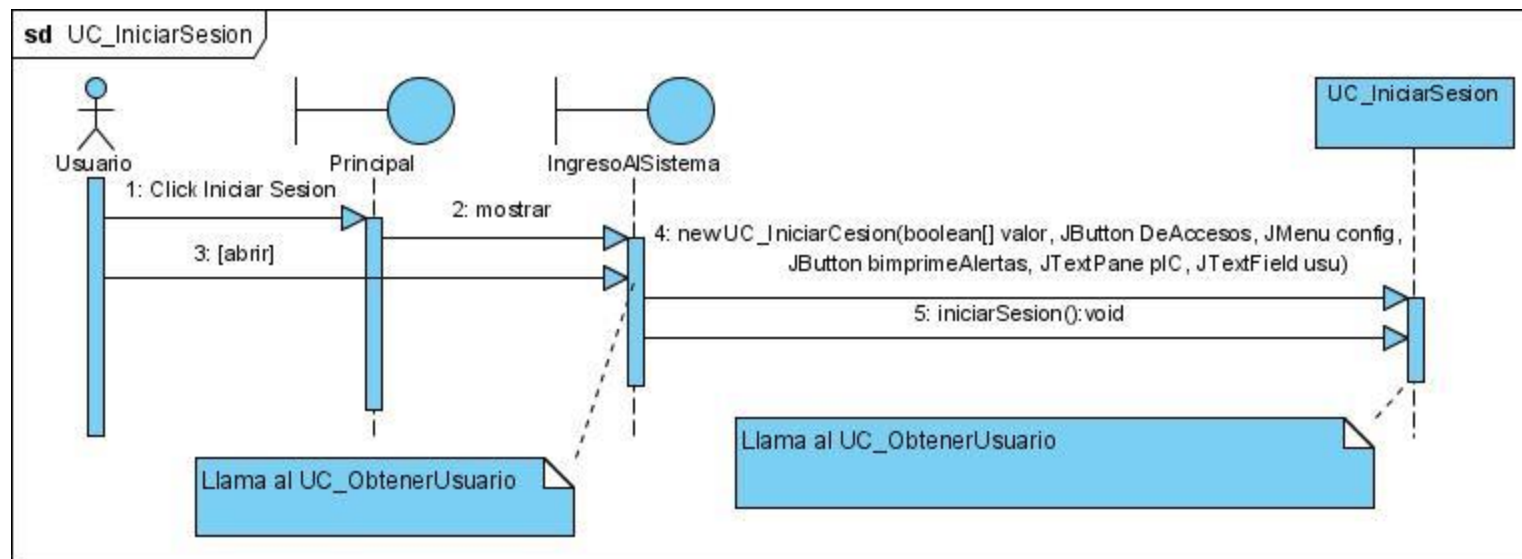 sd UC_IniciarSesion
UC_IniciarSesion
Usuario
Principal
IngresoAlSistema
1: Click Iniciar Sesion
2: mostrar
3: [abrir]
4: newUC_IniciarCesion(boolean[] valor, JButton DeAccesos, JMenu config,
JButton bimprimeAlertas, JTextPane pIC, JTextField usu)
5: iniciarSesion():void
Llama al UC_ObtenerUsuario
Llama al UC_ObtenerUsuario